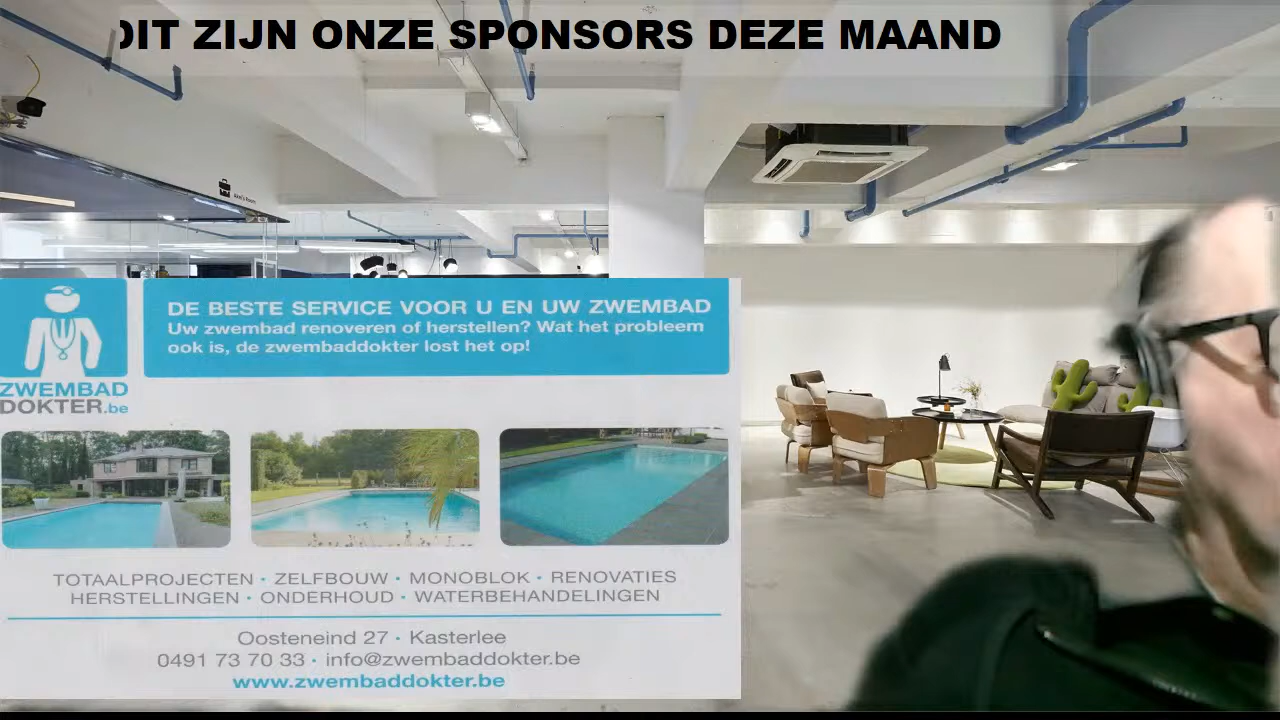 DIT ZIJN ONZE SPONSORS DEZE MAAND
DE BESTE SERVICE VOOR U EN UW ZWEMBAD
Uw zwembad renoveren of herstellen? Wat het probleem
ook is, de zwembaddokter lost het op!
ZWEMBAD
DOKTER.be
TOTAALPROJECTEN · ZELFBOUW · MONOBLOK · RENOVATIES
HERSTELLINGEN · ONDERHOUD · WATERBEHANDELINGEN
Oosteneind 27 · Kasterlee
0491 73 70 33 · info@zwembaddokter.be
www.zwembaddokter.be